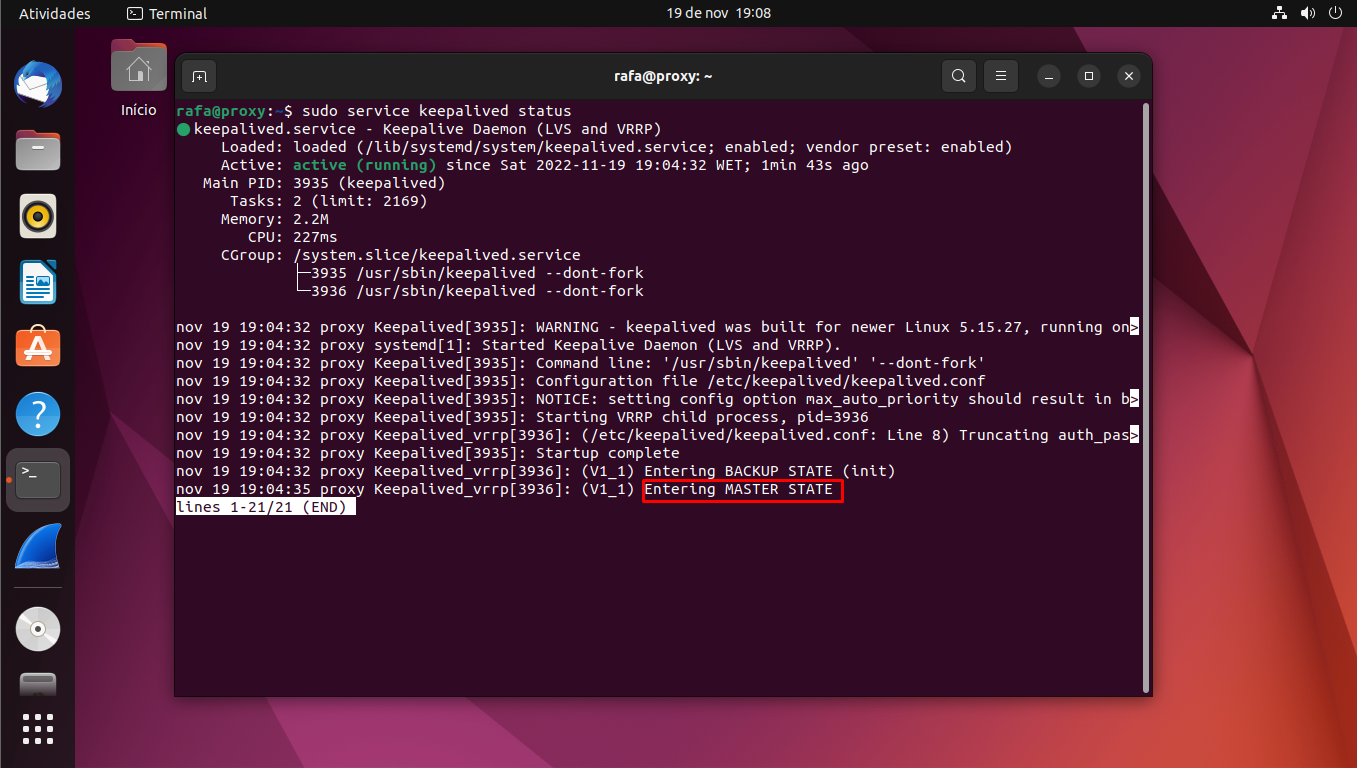 Atividades
Terminal
19 de nov 19:08
Início
rafa@proxy: ~
rafa@proxy:~$ sudo service keepalived status
keepalived.service - Keepalive Daemon (LVS and VRRP)
Loaded: loaded (/lib/systemd/system/keepalived.service; enabled; vendor preset: enabled)
Active: active (running) since Sat 2022-11-19 19:04:32 WET; 1min 43s ago
Main PID: 3935 (keepalived)
Tasks: 2 (limit: 2169)
Memory: 2.2M
CPU: 227ms
CGroup: /system.slice/keepalived.service
├─3935 /usr/sbin/keepalived --dont-fork
└─3936 /usr/sbin/keepalived --dont-fork
nov 19 19:04:32 proxy Keepalived[3935]: WARNING - keepalived was built for newer Linux 5.15.27, running on>
nov 19 19:04:32 proxy systemd[1]: Started Keepalive Daemon (LVS and VRRP).
nov 19 19:04:32 proxy Keepalived[3935]: Command line: '/usr/sbin/keepalived' '--dont-fork'
nov 19 19:04:32 proxy Keepalived[3935]: Configuration file /etc/keepalived/keepalived.conf
nov 19 19:04:32 proxy Keepalived[3935]: NOTICE: setting config option max_auto_priority should result in b>
nov 19 19:04:32 proxy Keepalived[3935]: Starting VRRP child process, pid=3936
nov 19 19:04:32 proxy Keepalived_vrrp[3936]: (/etc/keepalived/keepalived.conf: Line 8) Truncating auth_pas>
nov 19 19:04:32 proxy Keepalived[3935]: Startup complete
nov 19 19:04:32 proxy Keepalived_vrrp[3936]: (V1_1) Entering BACKUP STATE (init)
nov 19 19:04:35 proxy Keepalived_vrrp[3936]: (V1_1) Entering MASTER STATE
lines 1-21/21 (END)